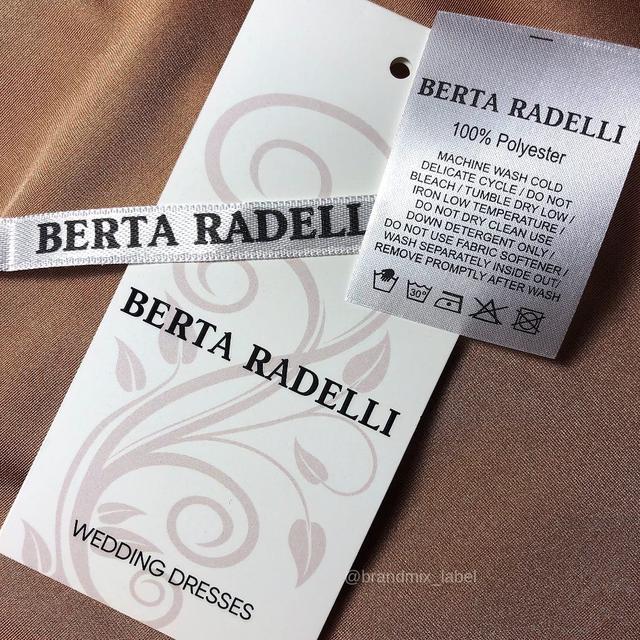 BERTA RADELLI
100% Polyester
MACHINE WASH COLD
DELICATE CYCLE / DO NOT
BLEACH / TUMBLE DRY LOW /
IRON LOW TEMPERATURE /
DO NOT DRY CLEAN USE
DOWN DETERGENT ONLY /
DO NOT USE FABRIC SOFTENER /
WASH SEPARATELY INSIDE OUT/
REMOVE PROMPTLY AFTER WASH
30°
BERTA RADELL
BERTA RADELLI
WEDDING DRESSES
@brandmix_label